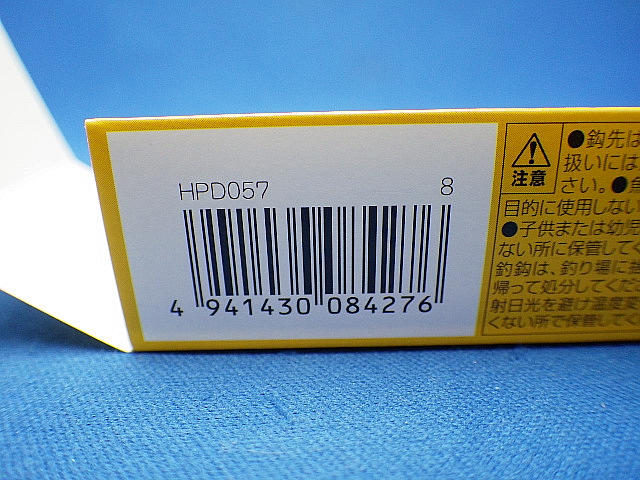 HPD057 8
4 941430 084276
注意
●鈎先は
扱いには
さい。●
目的に使用しない
●子供または幼児
ない所に保管して
釣鈎は、釣り場に
帰って処分してくだ
射日光を避け温度
くない所で保管して